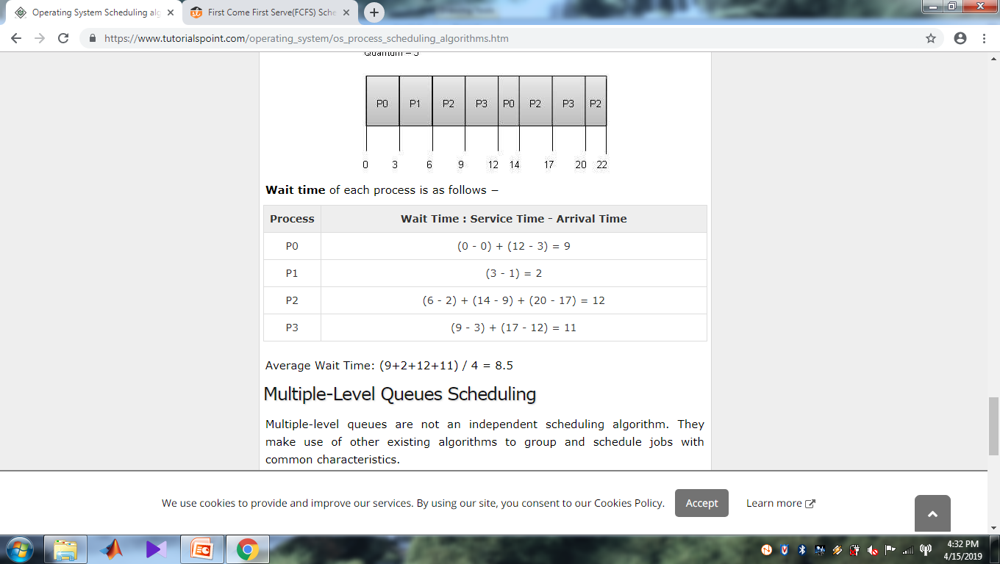 Operating System Scheduling alg
First Come First Serve(FCFS) Sche
https://www.tutorialspoint.com/operating_system/os_process_scheduling_algorithms.htm
P0 P1 P2 P3 P0 P2 P3 P2
0 3 6 9 12 14 17 20 22
Wait time of each process is as follows −
Process Wait Time : Service Time - Arrival Time
P0 (0 - 0) + (12 - 3) = 9
P1 (3 - 1) = 2
P2 (6 - 2) + (14 - 9) + (20 - 17) = 12
P3 (9 - 3) + (17 - 12) = 11
Average Wait Time: (9+2+12+11) / 4 = 8.5
Multiple-Level Queues Scheduling
Multiple-level queues are not an independent scheduling algorithm. They
make use of other existing algorithms to group and schedule jobs with
common characteristics.
We use cookies to provide and improve our services. By using our site, you consent to our Cookies Policy.
Accept
Learn more
4:32 PM
4/15/2019